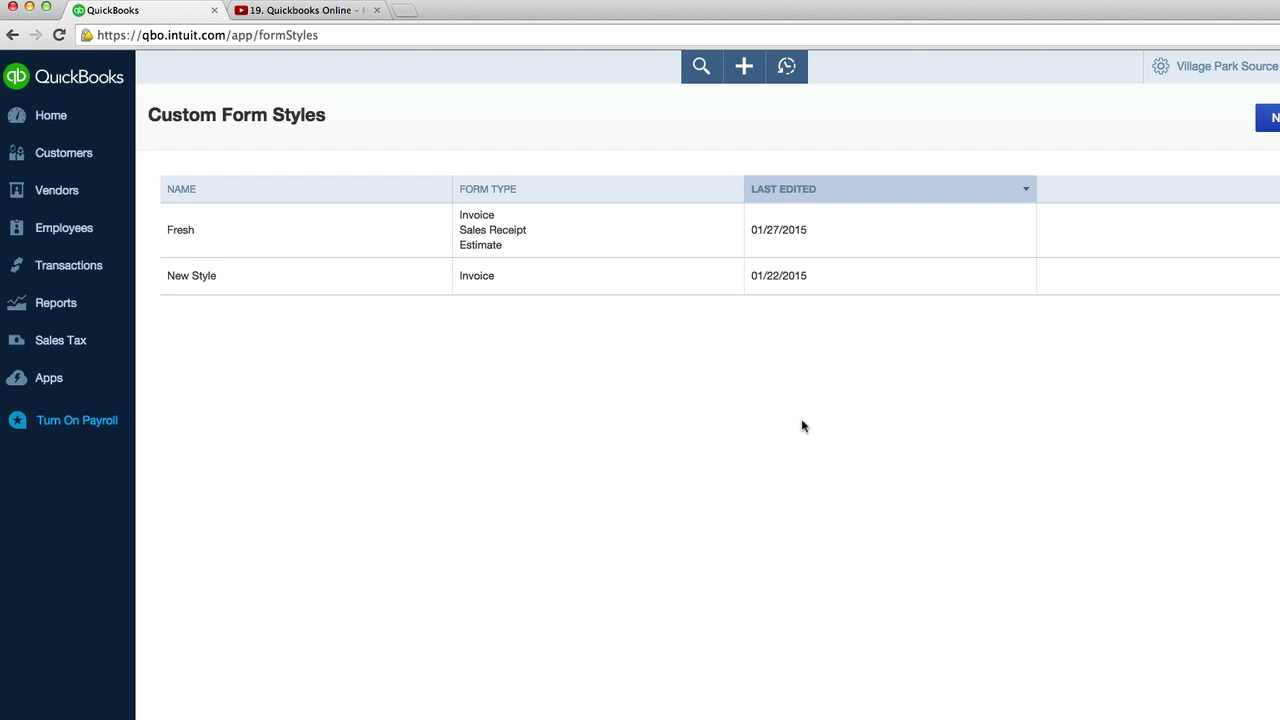 QuickBooks
19. Quickbooks Online –
https://qbo.intuit.com/app/formStyles
qb QuickBooks
Village Park Source
Home
Customers
Vendors
Employees
Transactions
Reports
Sales Tax
Apps
Turn On Payroll
Custom Form Styles
N
NAME FORM TYPE LAST EDITED
Fresh Invoice 01/27/2015
Sales Receipt
Estimate
New Style Invoice 01/22/2015